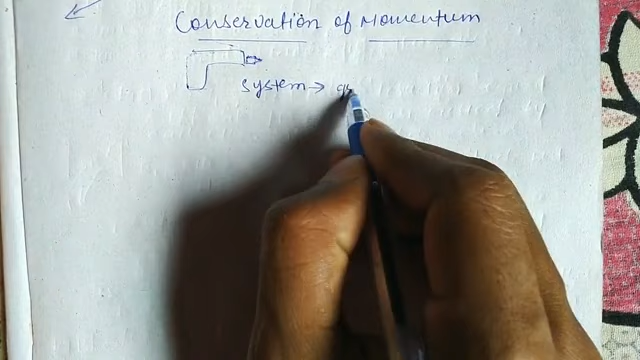 Conservation of Momentum
System →